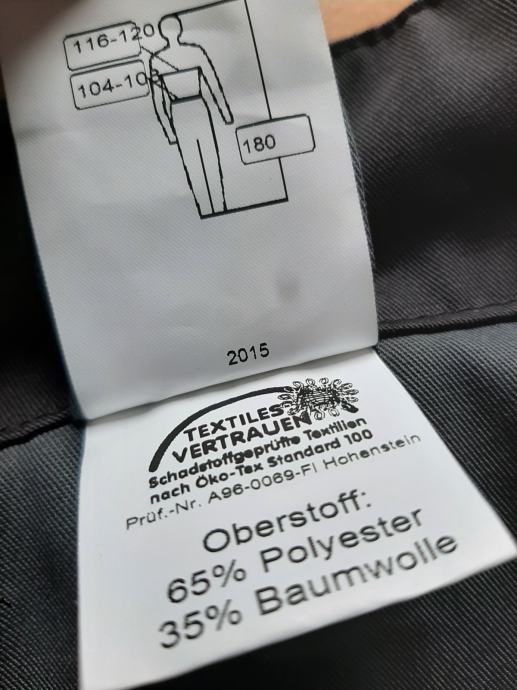 116-120
104-108
180
2015
TEXTILES
VERTRAUEN
Schadstoffgeprüfte Textilien
nach Öko-Tex Standard 100
Prüf.-Nr. A96-0069-FI Hohenstein
Oberstoff:
65% Polyester
35% Baumwolle